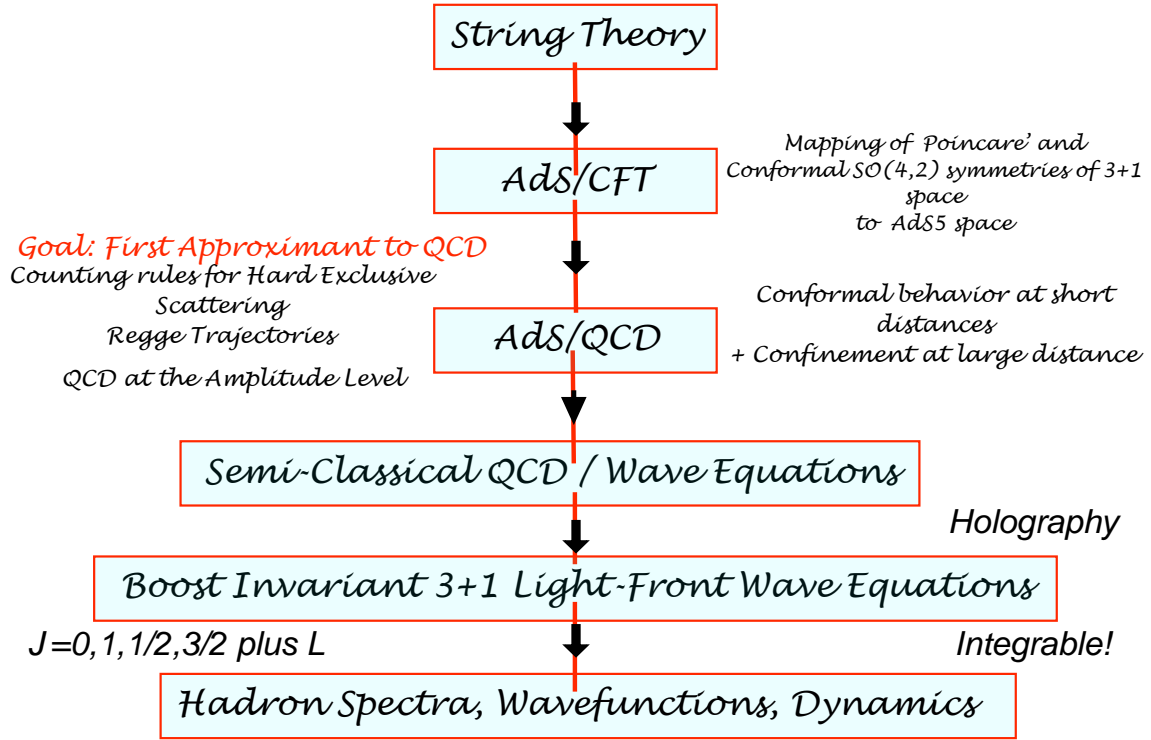 String Theory
AdS/CFT
Mapping of Poincare' and
Conformal SO(4,2) symmetries of 3+1
space
to AdS5 space
Goal: First Approximant to QCD
Counting rules for Hard Exclusive
Scattering
Regge Trajectories
QCD at the Amplitude Level
AdS/QCD
Conformal behavior at short
distances
+ Confinement at large distance
Semi-Classical QCD / Wave Equations
Holography
Boost Invariant 3+1 Light-Front Wave Equations
J=0,1,1/2,3/2 plus L
Integrable!
Hadron Spectra, Wavefunctions, Dynamics